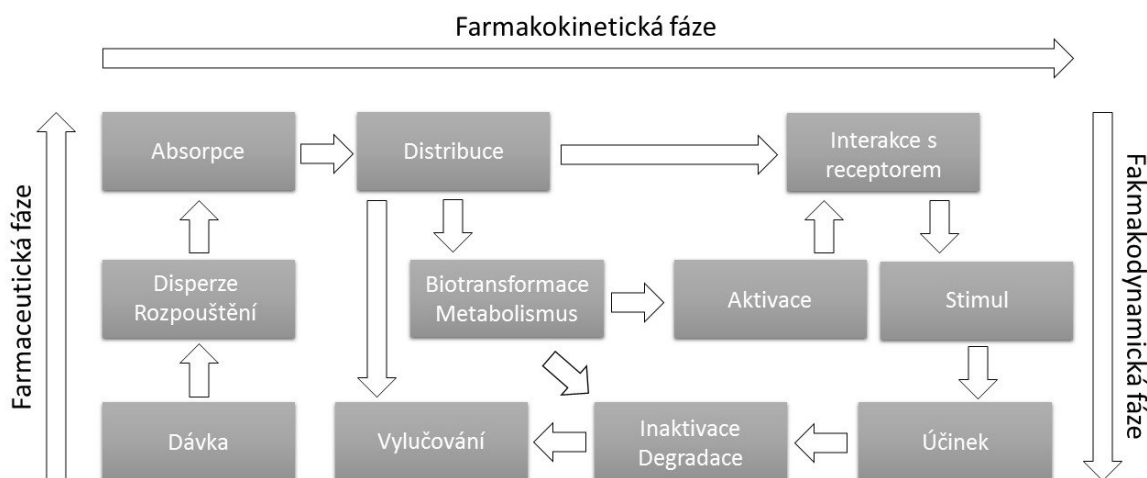 Farmakokinetická fáze
Farmaceutická fáze
Absorpce
Distribuce
Interakce s
receptorem
Disperze
Rozpouštění
Biotransformace
Metabolismus
Aktivace
Stimul
Dávka
Vylučování
Inaktivace
Degradace
Účinek
Fakmakodynamická fáze